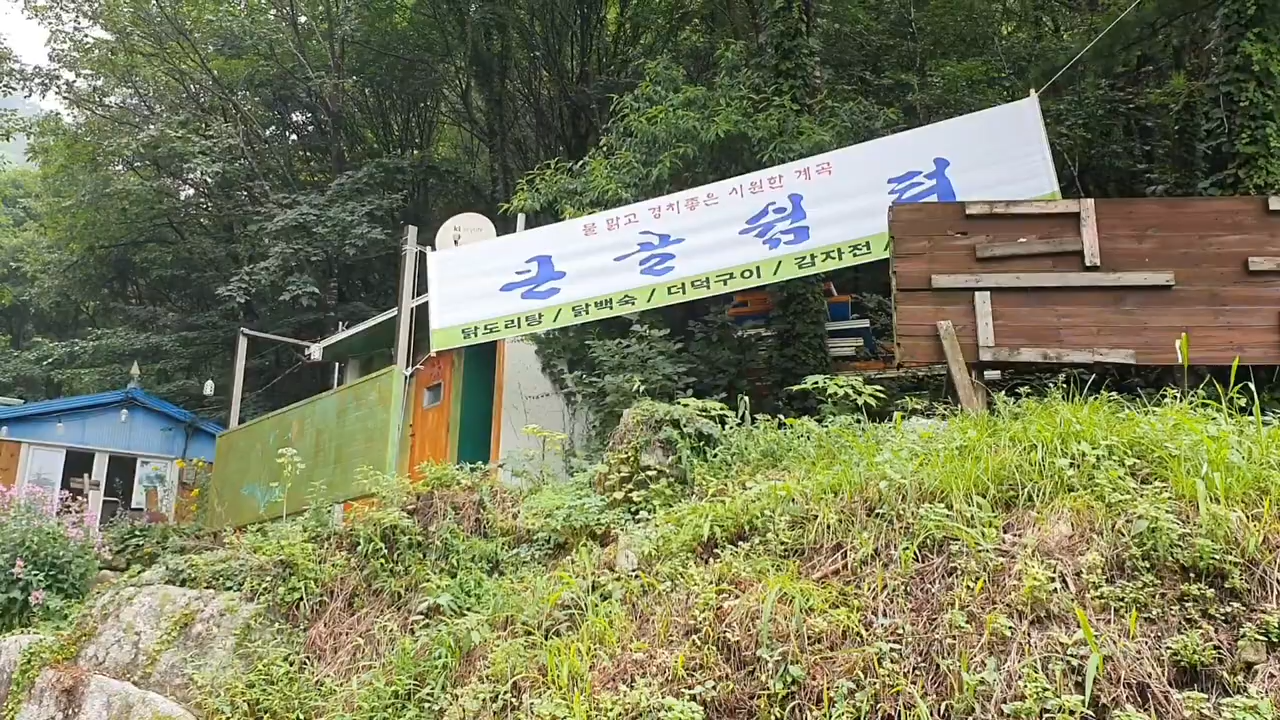 물 맑고 경치좋은 시원한 계곡
큰골쉼터
닭도리탕 / 닭백숙 / 더덕구이 / 감자전 /